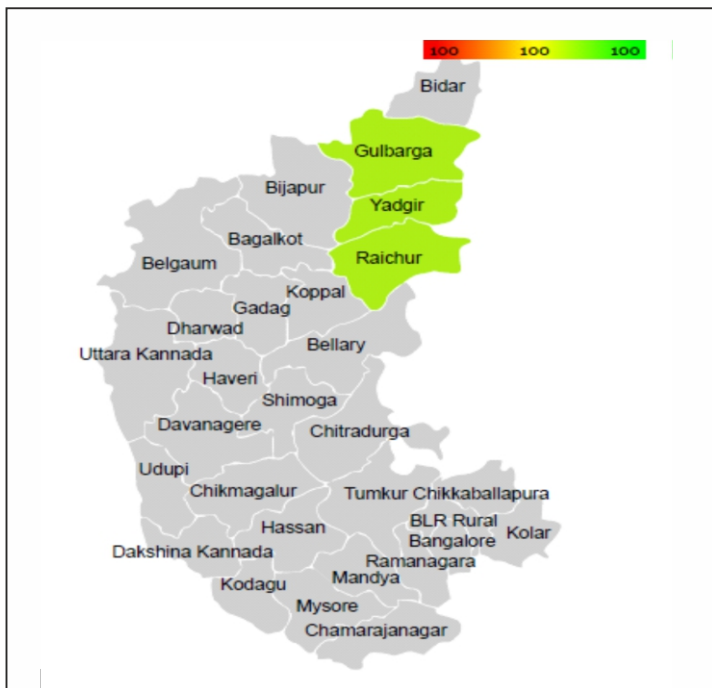 100 100 100
Bidar
Gulbarga
Bijapur
Yadgir
Bagalkot
Raichur
Belgaum
Koppal
Gadag
Dharwad
Bellary
Uttara Kannada
Haveri
Shimoga
Davanagere
Chitradurga
Udupi
Chikmagalur
Tumkur Chikkaballapura
BLR Rural
Hassan
Kolar
Bangalore
Dakshina Kannada
Ramanagara
Mandya
Kodagu
Mysore
Chamarajanagar